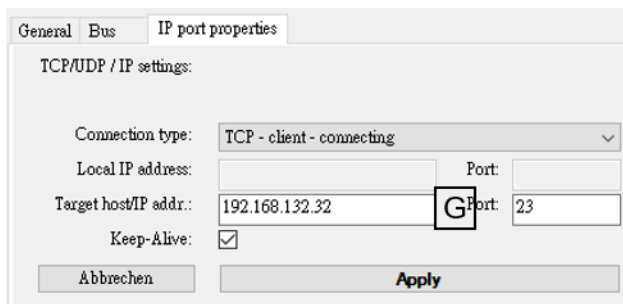 General Bus IP port properties
TCP/UDP / IP settings:
Connection type: TCP - client - connecting
Local IP address: Port:
Target host/IP addr.: 192.168.132.32 G Port: 23
Keep-Alive:
Abbrechen Apply